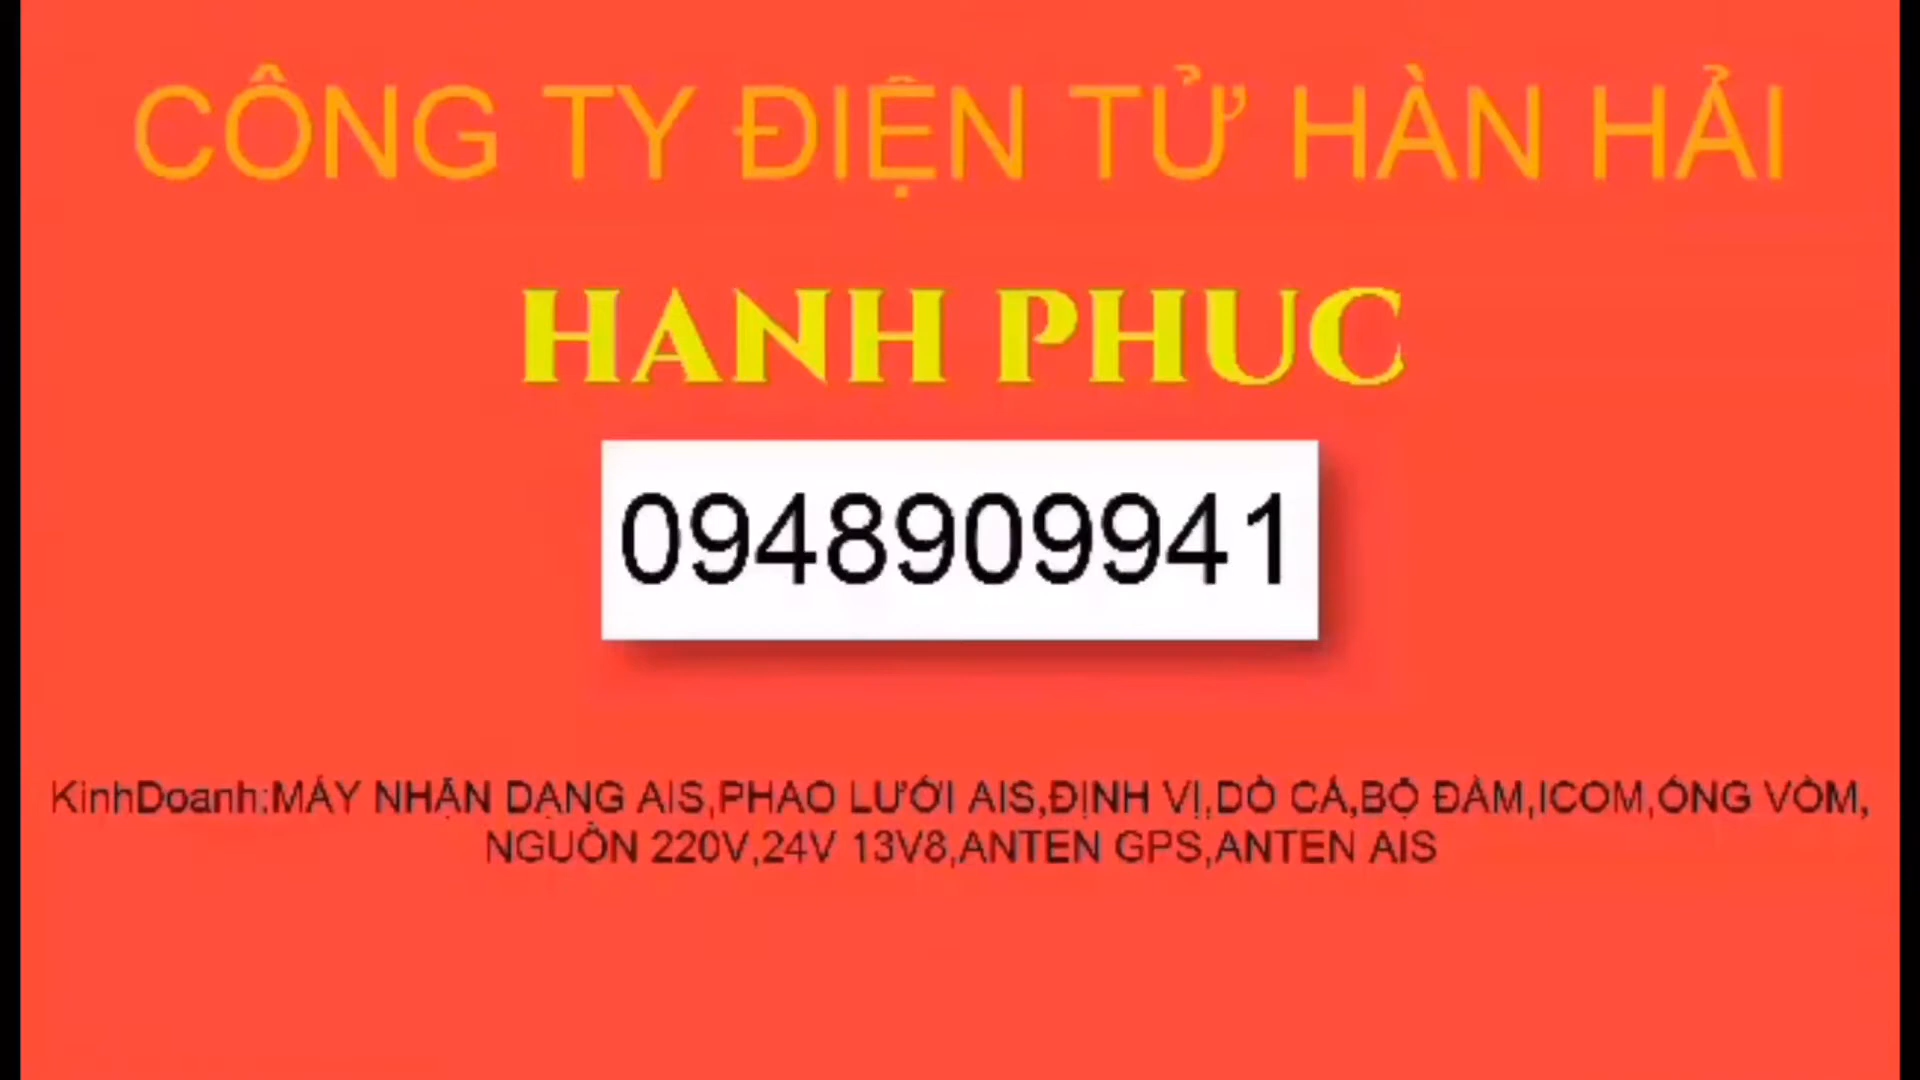 CÔNG TY ĐIỆN TỬ HÀN HẢI
HANH PHUC
0948909941
KinhDoanh:MÁY NHẬN DẠNG AIS,PHAO LƯỚI AIS,ĐỊNH VỊ,DÒ CÁ,BỘ ĐÀM,ICOM,ỐNG VÒM,
NGUỒN 220V,24V 13V8,ANTEN GPS,ANTEN AIS